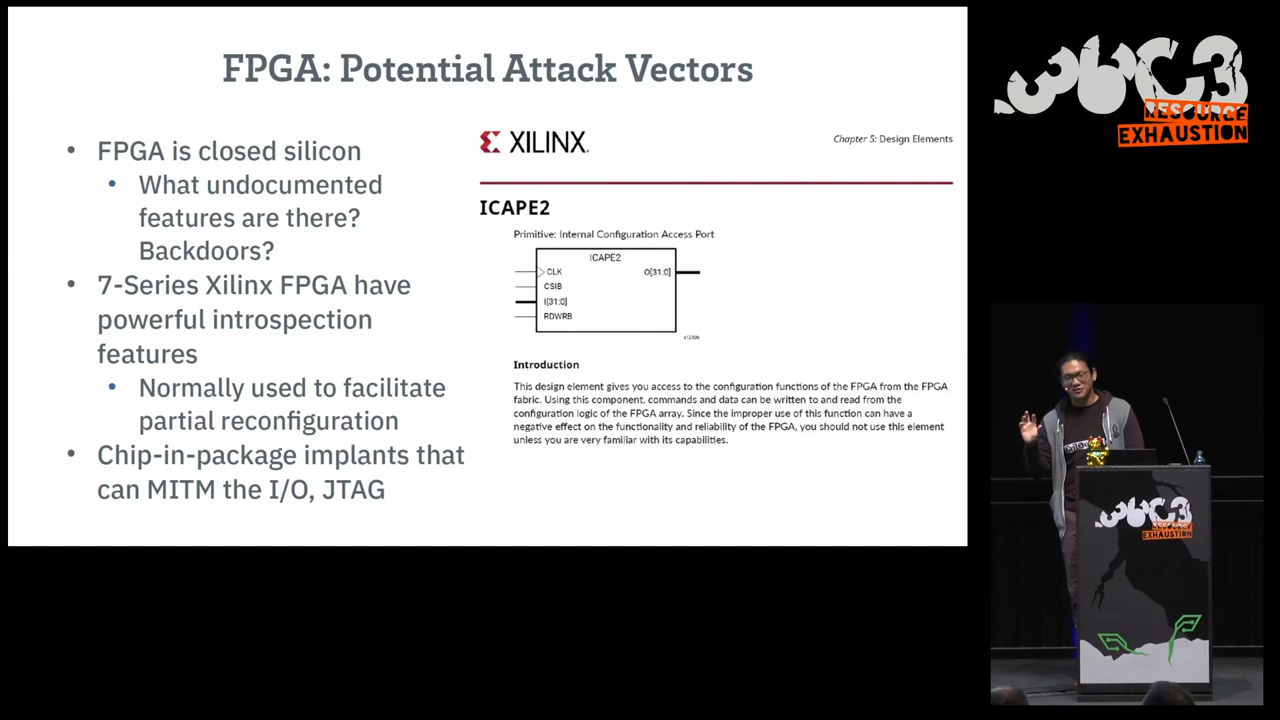 FPGA: Potential Attack Vectors
• FPGA is closed silicon
• What undocumented
features are there?
Backdoors?
• 7-Series Xilinx FPGA have
powerful introspection
features
• Normally used to facilitate
partial reconfiguration
• Chip-in-package implants that
can MITM the I/O, JTAG
XILINX.
Chapter 5: Design Elements
ICAPE2
Primitive: Internal Configuration Access Port
ICAPE2
CLK
O[31:0]
CSIB
I[31:0]
RDWRB
Introduction
This design element gives you access to the configuration functions of the FPGA from the FPGA
fabric. Using this component, commands and data can be written to and read from the
configuration logic of the FPGA array. Since the improper use of this function can have a
negative effect on the functionality and reliability of the FPGA, you should not use this element
unless you are very familiar with its capabilities.
36C3
RESOURCE
EXHAUSTION
36C3
RESOURCE
EXHAUSTION